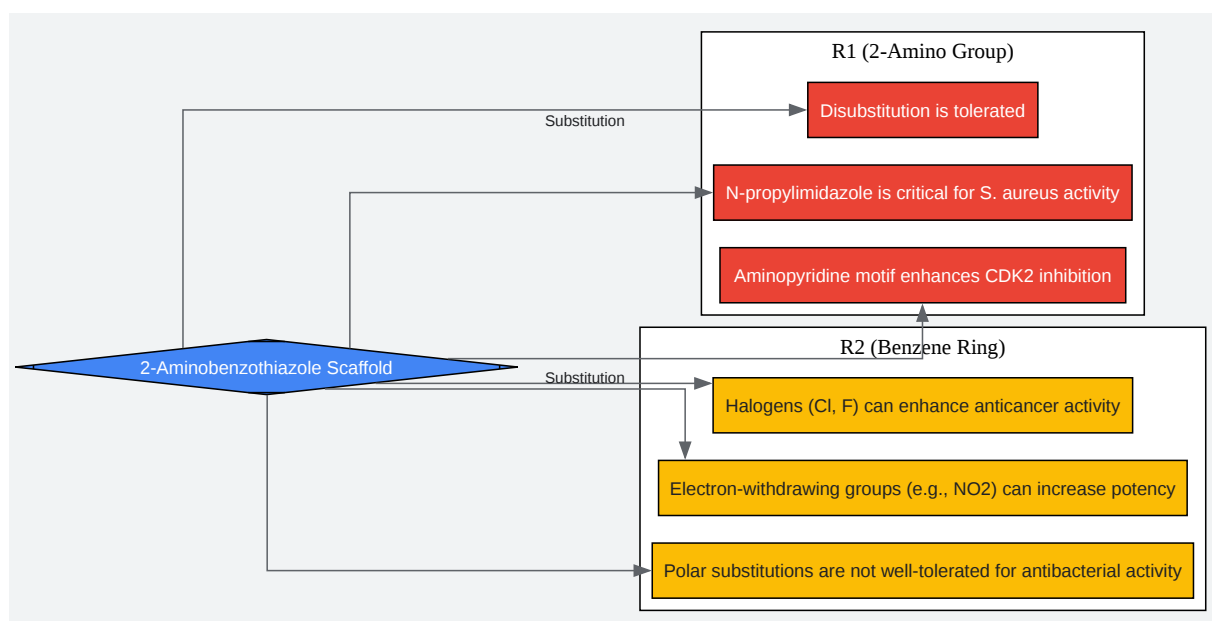 R1 (2-Amino Group)
Disubstitution is tolerated
Substitution
N-propylimidazole is critical for S. aureus activity
Aminopyridine motif enhances CDK2 inhibition
R2 (Benzene Ring)
2-Aminobenzothiazole Scaffold
Substitution
Halogens (Cl, F) can enhance anticancer activity
Electron-withdrawing groups (e.g., NO2) can increase potency
Polar substitutions are not well-tolerated for antibacterial activity